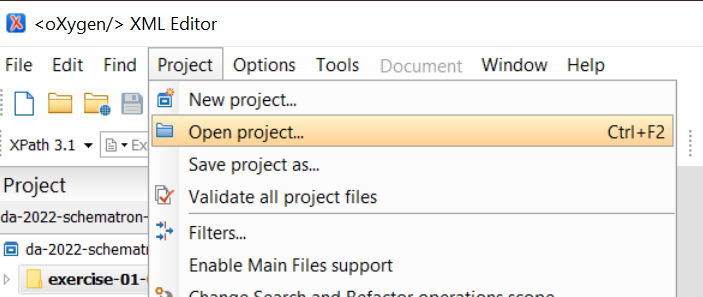 <oXygen/> XML Editor
File Edit Find Project Options Tools Document Window Help
New project...
Open project... Ctrl+F2
XPath 3.1 Ex
Save project as...
Project
Validate all project files
da-2022-schematron-
Filters...
da-2022-schematr
Enable Main Files support
exercise-01-
Change Search and Refactor operations scope